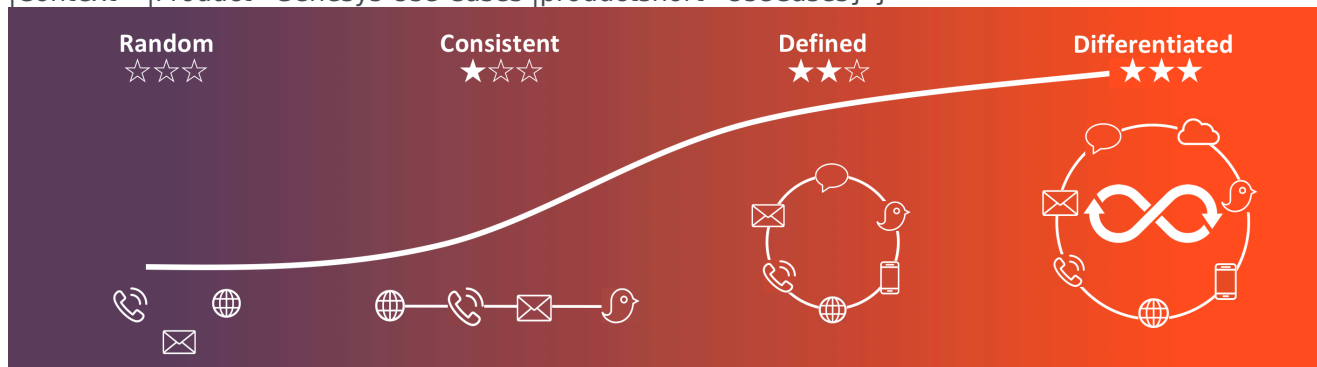 Random
☆☆☆
Consistent
★☆☆
Defined
★★☆
Differentiated
★★★